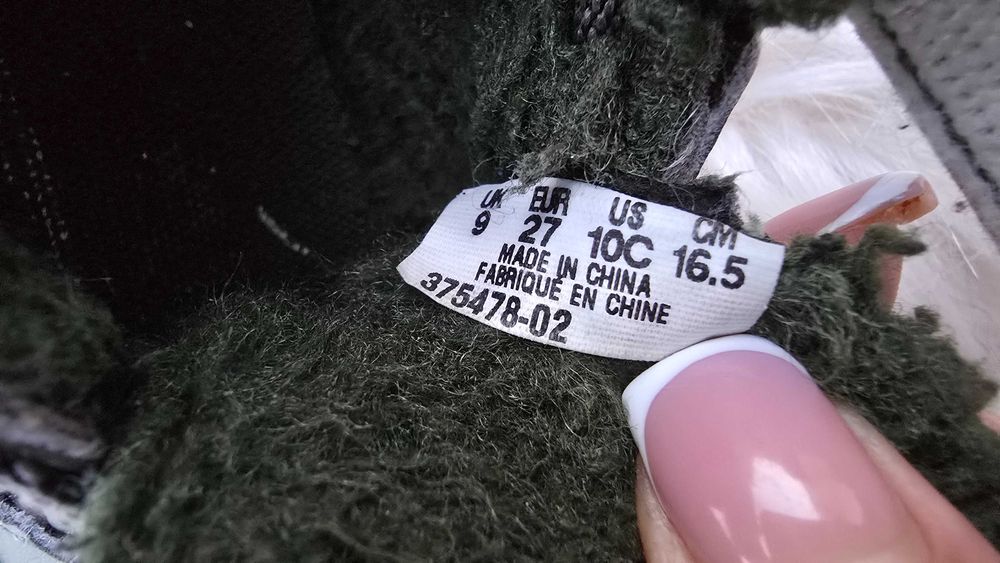 UK EUR US CM
9 27 10C 16.5
MADE IN CHINA
FABRIQUÉ EN CHINE
375478-02